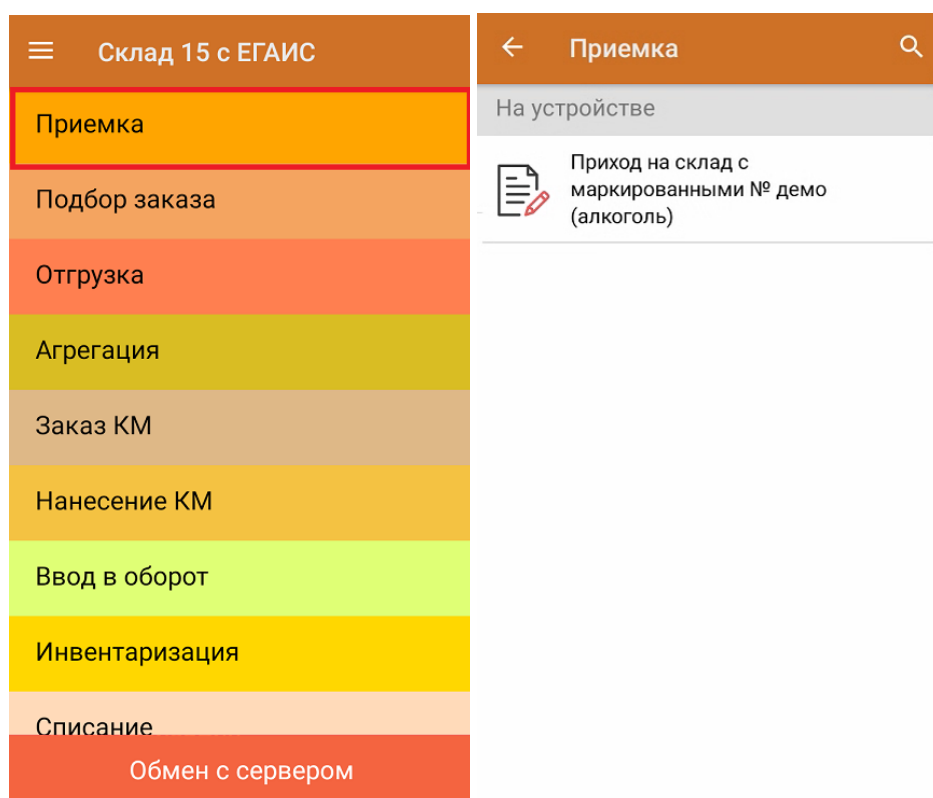 Склад 15 с ЕГАИС
Приемка
Подбор заказа
Отгрузка
Агрегация
Заказ КМ
Нанесение КМ
Ввод в оборот
Инвентаризация
Списание
Обмен с сервером
Приемка
На устройстве
Приход на склад с
маркированными № демо
(алкоголь)